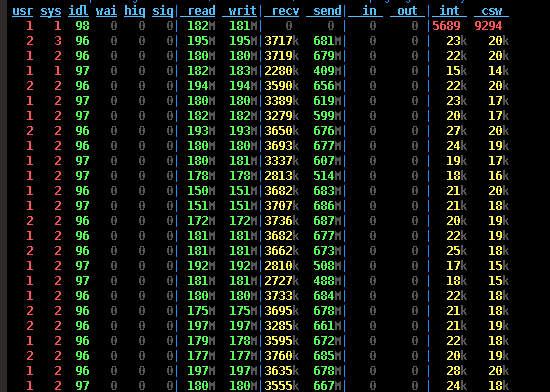 usr sys idl wai hiq siq| read writ| recv send| in out | int csw
1 1 98 0 0 0| 182M 181M| 0 0 | 0 0 |5689 9294
2 3 96 0 0 0| 195M 195M|3717k 681M| 0 0 | 23k 20k
1 2 96 0 0 0| 180M 180M|3719k 679M| 0 0 | 22k 20k
1 1 97 0 0 0| 182M 183M|2280k 409M| 0 0 | 15k 14k
2 2 96 0 0 0| 194M 194M|3590k 656M| 0 0 | 22k 20k
1 2 97 0 0 0| 180M 180M|3389k 619M| 0 0 | 23k 17k
1 2 97 0 0 0| 182M 182M|3279k 599M| 0 0 | 20k 17k
2 2 96 0 0 0| 193M 193M|3650k 676M| 0 0 | 27k 20k
1 2 96 0 0 0| 180M 180M|3693k 677M| 0 0 | 24k 19k
1 2 97 0 0 0| 180M 181M|3337k 607M| 0 0 | 19k 17k
1 2 97 0 0 0| 178M 178M|2813k 514M| 0 0 | 18k 16k
1 2 96 0 0 0| 150M 151M|3682k 683M| 0 0 | 21k 20k
1 2 97 0 0 0| 151M 151M|3707k 686M| 0 0 | 21k 18k
2 2 96 0 0 0| 172M 172M|3736k 687M| 0 0 | 20k 19k
1 2 96 0 0 0| 181M 181M|3682k 677M| 0 0 | 22k 19k
2 2 96 0 0 0| 181M 181M|3662k 673M| 0 0 | 25k 18k
1 2 97 0 0 0| 192M 192M|2810k 508M| 0 0 | 17k 15k
1 2 97 0 0 0| 181M 181M|2727k 488M| 0 0 | 18k 15k
1 2 96 0 0 0| 180M 180M|3733k 684M| 0 0 | 22k 18k
2 2 96 0 0 0| 175M 175M|3695k 678M| 0 0 | 21k 18k
2 2 96 0 0 0| 197M 197M|3285k 661M| 0 0 | 21k 19k
1 2 96 0 0 0| 179M 178M|3595k 672M| 0 0 | 22k 18k
2 2 96 0 0 0| 177M 177M|3760k 685M| 0 0 | 20k 19k
1 2 96 0 0 0| 197M 197M|3635k 678M| 0 0 | 28k 20k
1 2 97 0 0 0| 180M 180M|3555k 667M| 0 0 | 24k 18k